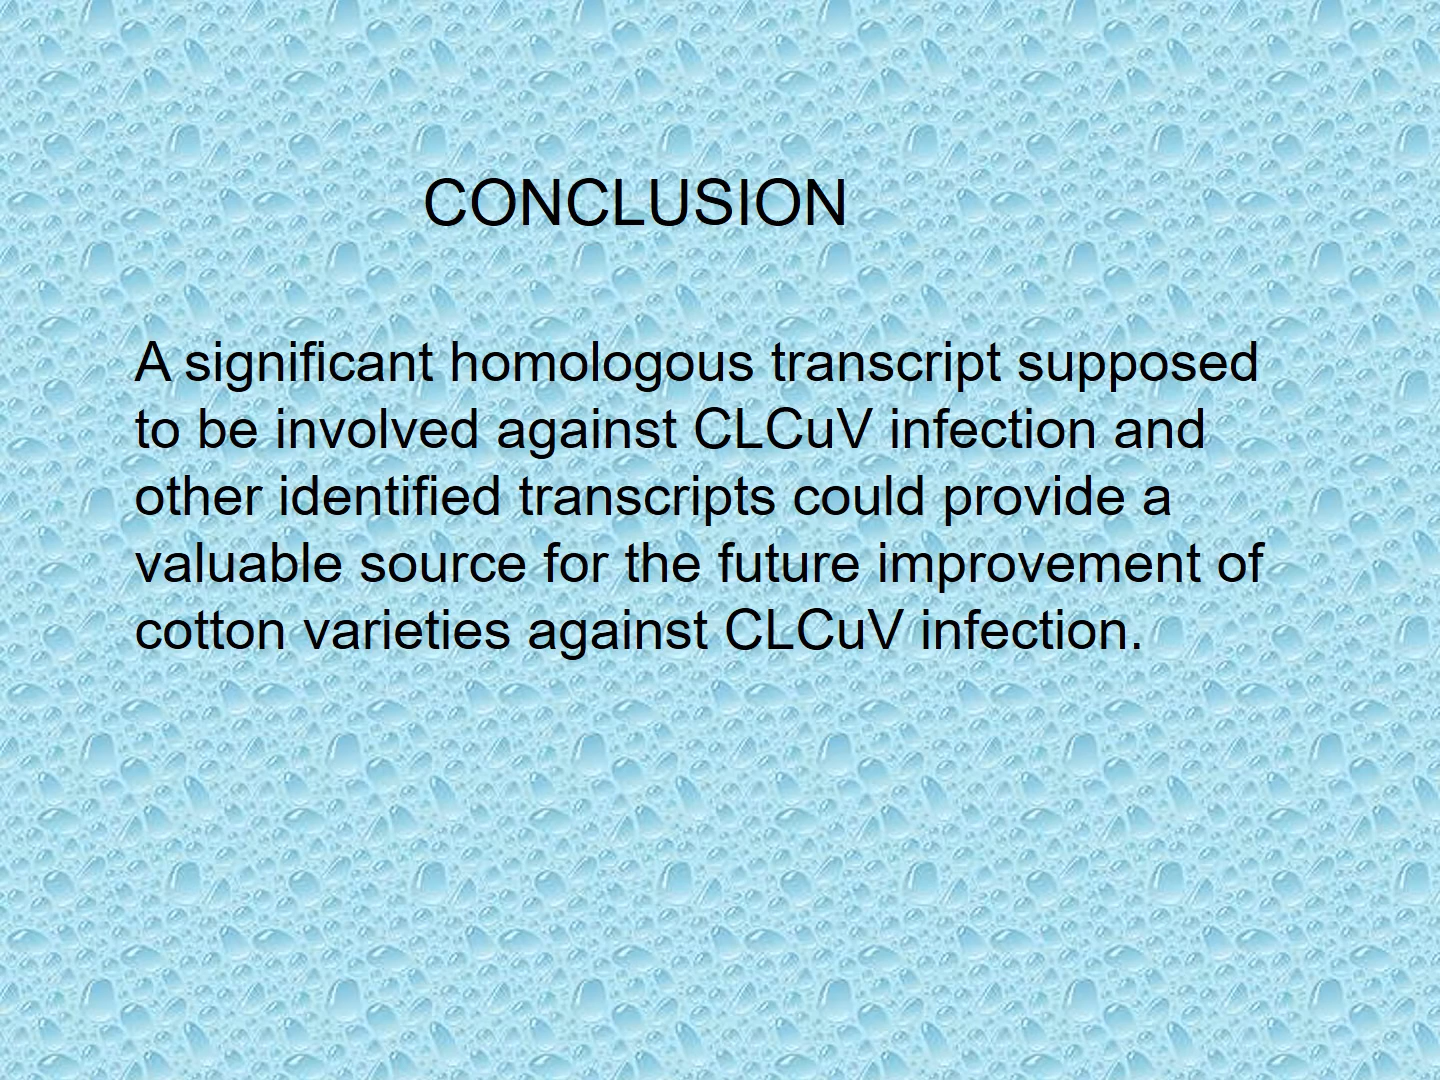 CONCLUSION
A significant homologous transcript supposed
to be involved against CLCuV infection and
other identified transcripts could provide a
valuable source for the future improvement of
cotton varieties against CLCuV infection.